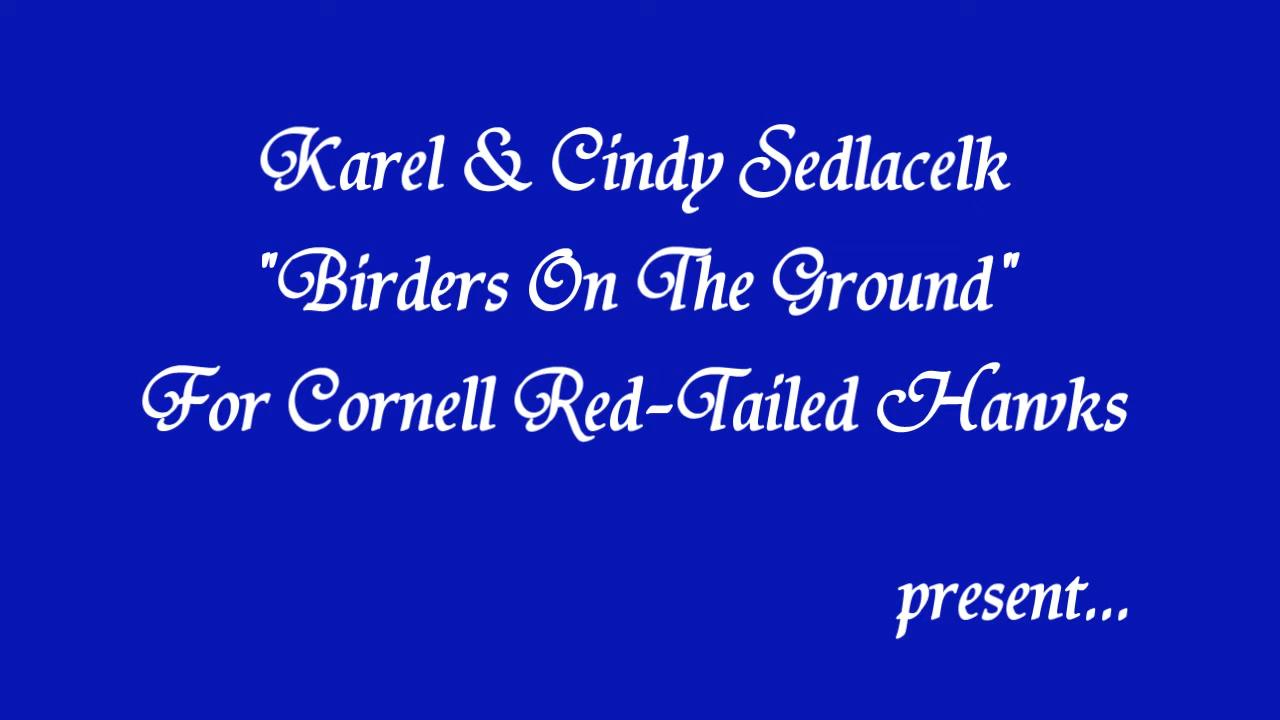 Karel & Cindy Sedlacelk
"Birders On The Ground"
For Cornell Red-Tailed Hawks
present...